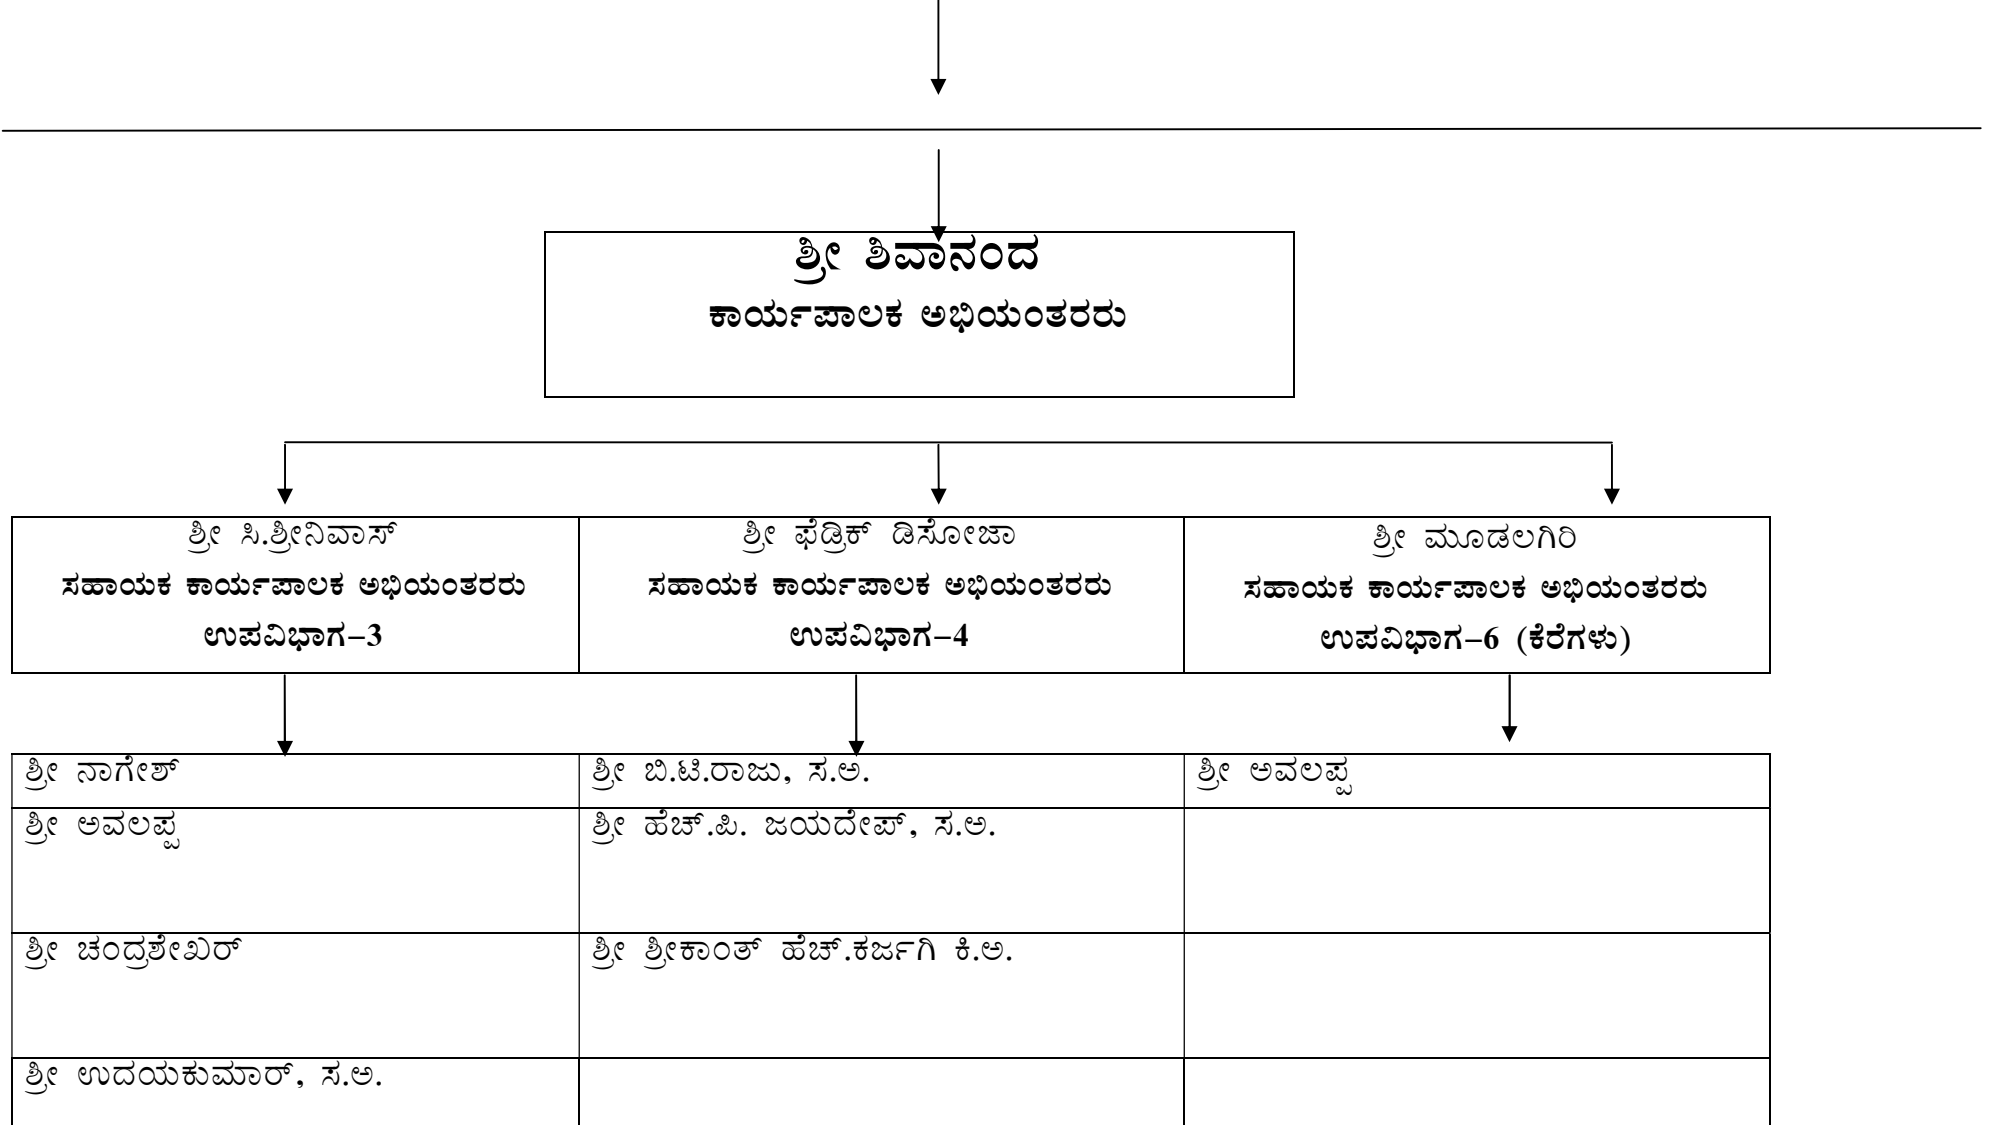 ಶ್ರೀ ಶಿವಾನಂದ
ಕಾರ್ಯಪಾಲಕ ಅಭಿಯಂತರರು
ಶ್ರೀ ಸಿ.ಶ್ರೀನಿವಾಸ್
ಸಹಾಯಕ ಕಾರ್ಯಪಾಲಕ ಅಭಿಯಂತರರು
ಉಪವಿಭಾಗ–3
ಶ್ರೀ ಫೆಡ್ರಿಕ್ ಡಿಸೋಜಾ
ಸಹಾಯಕ ಕಾರ್ಯಪಾಲಕ ಅಭಿಯಂತರರು
ಉಪವಿಭಾಗ–4
ಶ್ರೀ ಮೂಡಲಗಿರಿ
ಸಹಾಯಕ ಕಾರ್ಯಪಾಲಕ ಅಭಿಯಂತರರು
ಉಪವಿಭಾಗ–6 (ಕೆರೆಗಳು)
ಶ್ರೀ ನಾಗೇಶ್
ಶ್ರೀ ಬಿ.ಟಿ.ರಾಜು, ಸ.ಅ.
ಶ್ರೀ ಅವಲಪ್ಪ
ಶ್ರೀ ಅವಲಪ್ಪ
ಶ್ರೀ ಹೆಚ್.ಪಿ. ಜಯದೇಪ್, ಸ.ಅ.
ಶ್ರೀ ಚಂದ್ರಶೇಖರ್
ಶ್ರೀ ಶ್ರೀಕಾಂತ್ ಹೆಚ್.ಕರ್ಜಗಿ ಕಿ.ಅ.
ಶ್ರೀ ಉದಯಕುಮಾರ್, ಸ.ಅ.